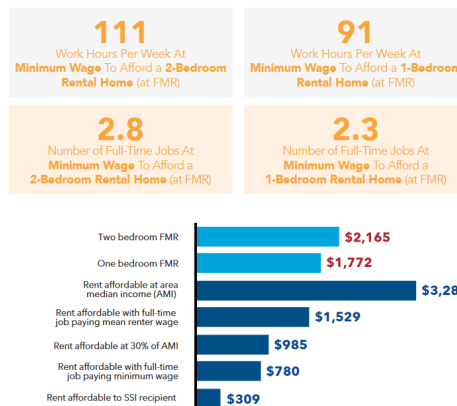 111
Work Hours Per Week At
Minimum Wage To Afford a 2-Bedroom
Rental Home (at FMR)
91
Work Hours Per Week At
Minimum Wage To Afford a 1-Bedroom
Rental Home (at FMR)
2.8
Number of Full-Time Jobs At
Minimum Wage To Afford a
2-Bedroom Rental Home (at FMR)
2.3
Number of Full-Time Jobs At
Minimum Wage To Afford a
1-Bedroom Rental Home (at FMR)
Two bedroom FMR
$2,165
One bedroom FMR
$1,772
Rent affordable at area
median income (AMI)
$3,28
Rent affordable with full-time
job paying mean renter wage
$1,529
Rent affordable at 30% of AMI
$985
Rent affordable with full-time
job paying minimum wage
$780
Rent affordable to SSI recipient
$309